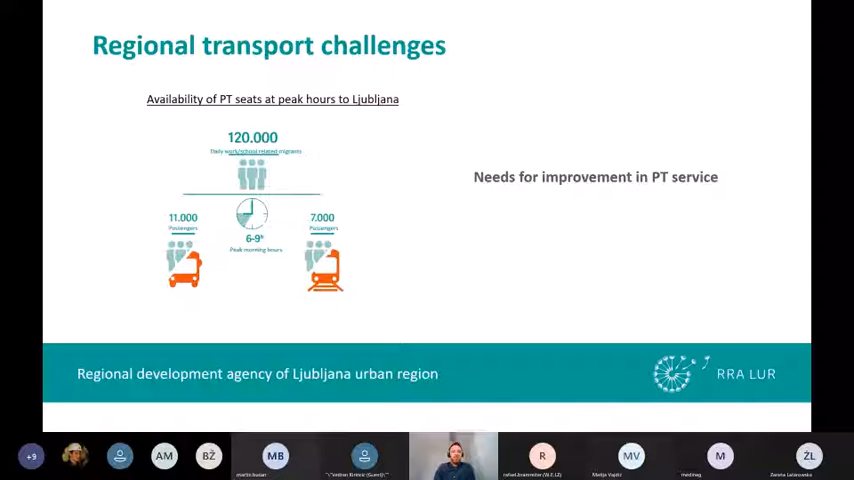 Regional transport challenges
Availability of PT seats at peak hours to Ljubljana
120.000
Daily work/school related migrants
Needs for improvement in PT service
11.000
Passengers
7.000
Passengers
6-9ʰ
Peak morning hours
Regional development agency of Ljubljana urban region
RRA LUR
+9
AM
BŽ
MB
R
MV
M
ŽL